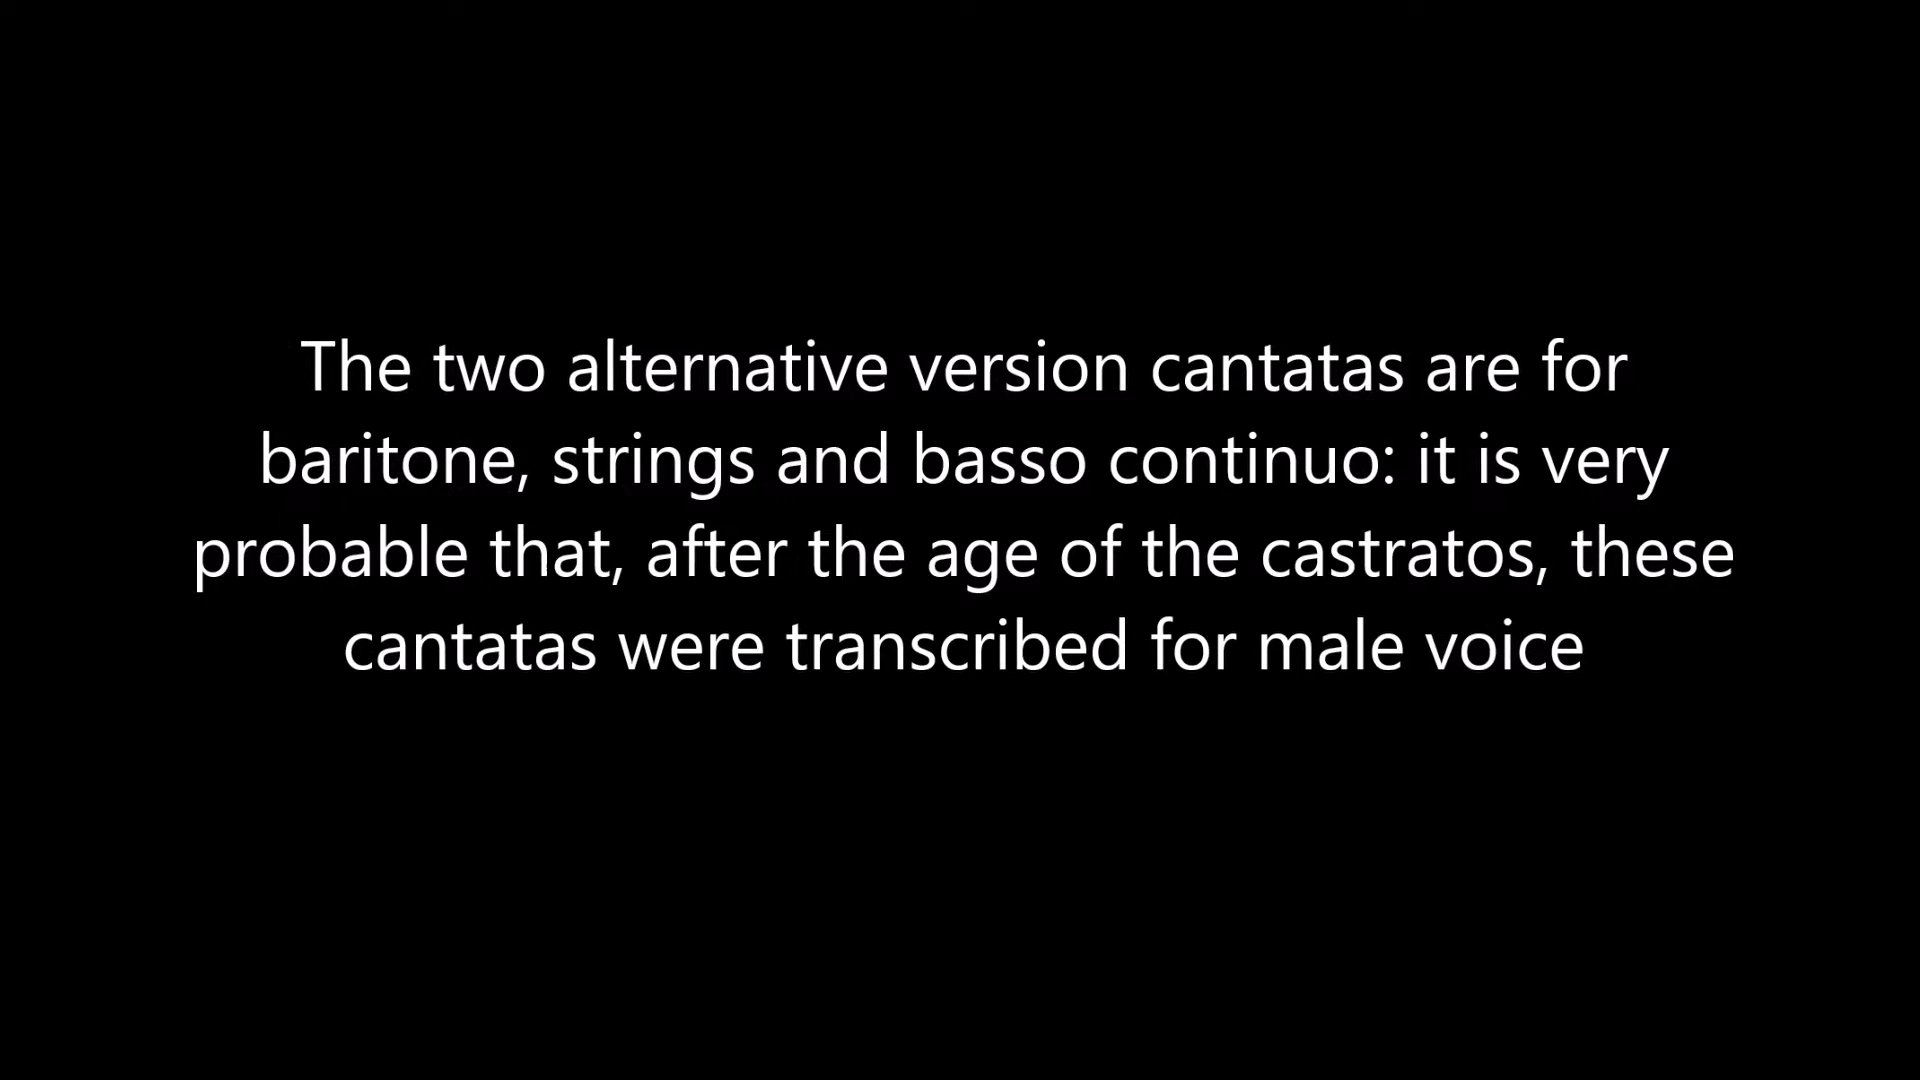 The two alternative version cantatas are for
baritone, strings and basso continuo: it is very
probable that, after the age of the castratos, these
cantatas were transcribed for male voice